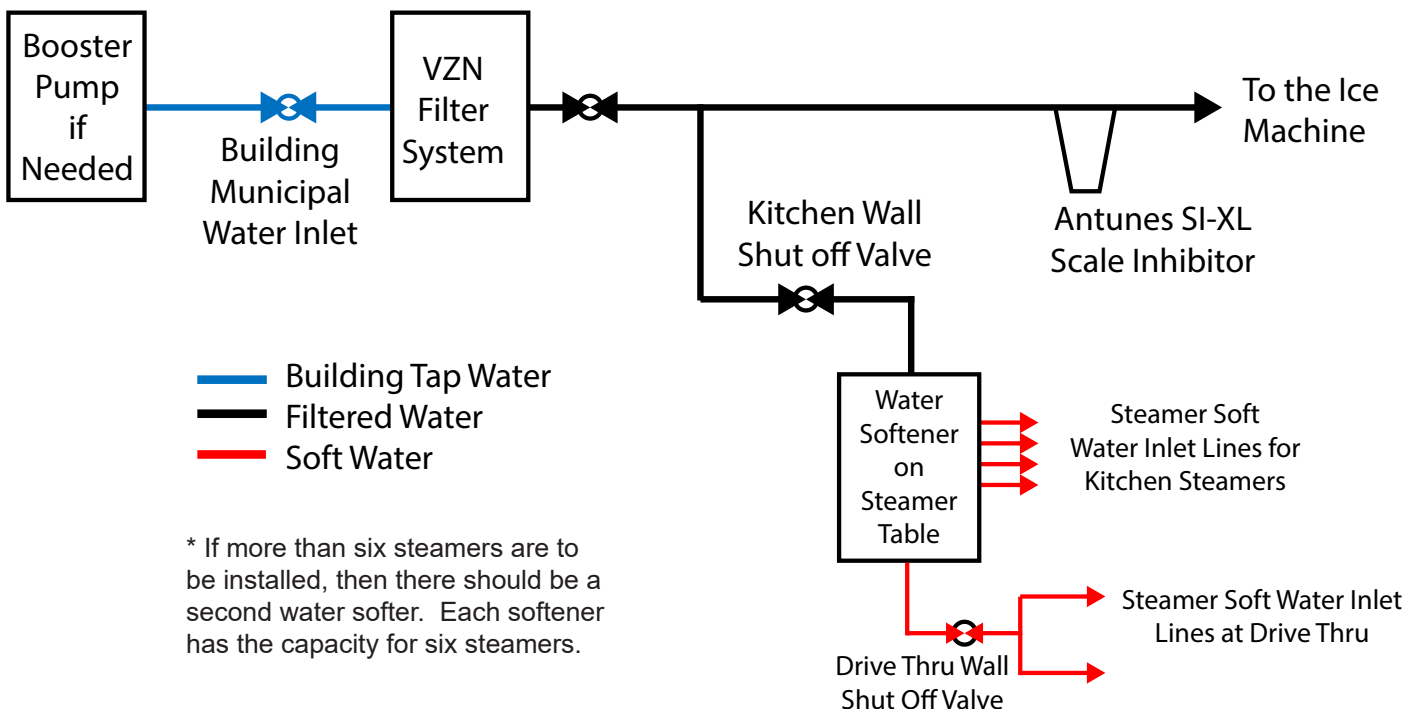 Booster
Pump
if
Needed
Building
Municipal
Water Inlet
VZN
Filter
System
To the Ice
Machine
Kitchen Wall
Shut off Valve
Antunes SI-XL
Scale Inhibitor
Building Tap Water
Filtered Water
Soft Water
Water
Softener
on
Steamer
Table
Steamer Soft
Water Inlet Lines for
Kitchen Steamers
* If more than six steamers are to
be installed, then there should be a
second water softer.  Each softener
has the capacity for six steamers.
Steamer Soft Water Inlet
Lines at Drive Thru
Drive Thru Wall
Shut Off Valve